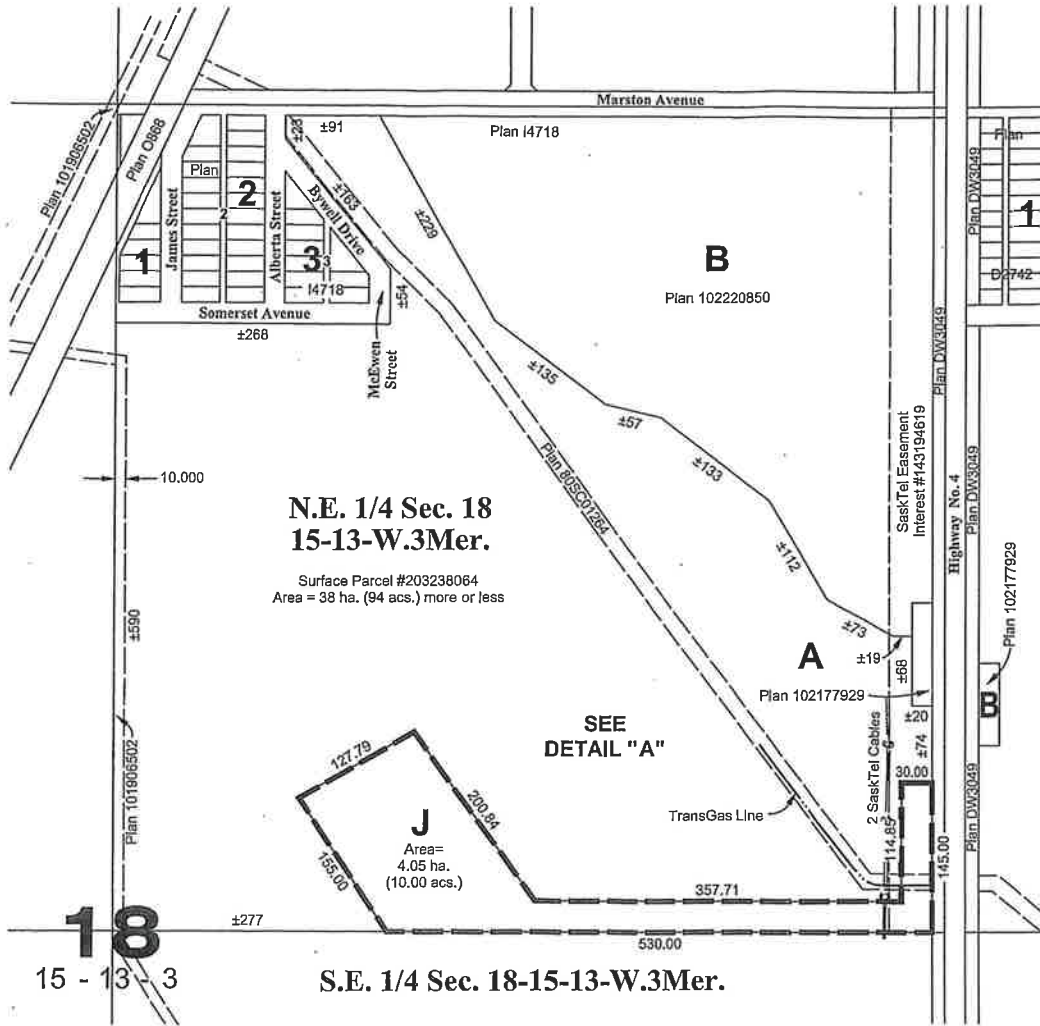 Marston Avenue
Plan I4718
±91
±28
Plan 101906502
Plan O868
James Street
Plan
2
2
1
Alberta Street
Bywell Drive
3
3
I4718
Somerset Avenue
±268
McEwen
Street
±54
±163
±229
B
Plan 102220850
Plan DW3049
Plan
1
D2742
±135
±57
±133
±112
±73
±19
±68
Plan 80SC01264
SaskTel Easement
Interest #143194619
Plan DW3049
Highway No. 4
Plan DW3049
Plan 102177929
B
10.000
N.E. 1/4 Sec. 18
15-13-W.3Mer.
Surface Parcel #203238064
Area = 38 ha. (94 acs.) more or less
±590
Plan 101906502
A
Plan 102177929
±20
±74
SEE
DETAIL "A"
2 SaskTel Cables
30.00
TransGas Line
114.85
145.00
Plan DW3049
127.79
200.84
J
Area=
4.05 ha.
(10.00 acs.)
155.00
357.71
530.00
±277
18
15 - 13 - 3
S.E. 1/4 Sec. 18-15-13-W.3Mer.